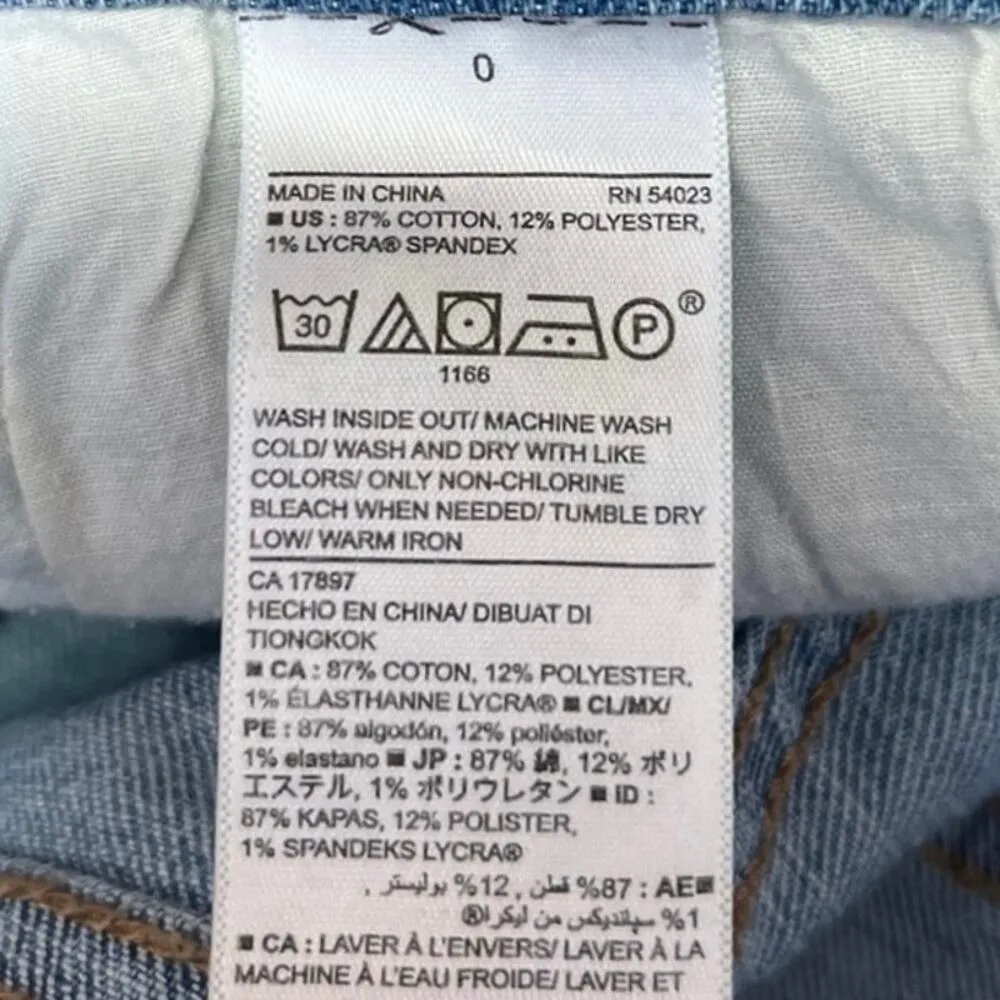 0
MADE IN CHINA RN 54023
■ US : 87% COTTON, 12% POLYESTER,
1% LYCRA® SPANDEX
30 P ®
1166
WASH INSIDE OUT/ MACHINE WASH
COLD/ WASH AND DRY WITH LIKE
COLORS/ ONLY NON-CHLORINE
BLEACH WHEN NEEDED/ TUMBLE DRY
LOW/ WARM IRON
CA 17897
HECHO EN CHINA/ DIBUAT DI
TIONGKOK
■ CA : 87% COTON, 12% POLYESTER,
1% ÉLASTHANNE LYCRA® ■ CL/MX/
PE : 87% algodón, 12% poliéster,
1% elastano ■ JP : 87% 綿, 12% ポリ
エステル, 1% ポリウレタン ■ ID :
87% KAPAS, 12% POLISTER,
1% SPANDEKS LYCRA®
■AE : 87% قطن , 12% بوليستر ,
1% سپانديكس من ليكرا®
■ CA : LAVER À L'ENVERS/ LAVER À LA
MACHINE À L'EAU FROIDE/ LAVER ET